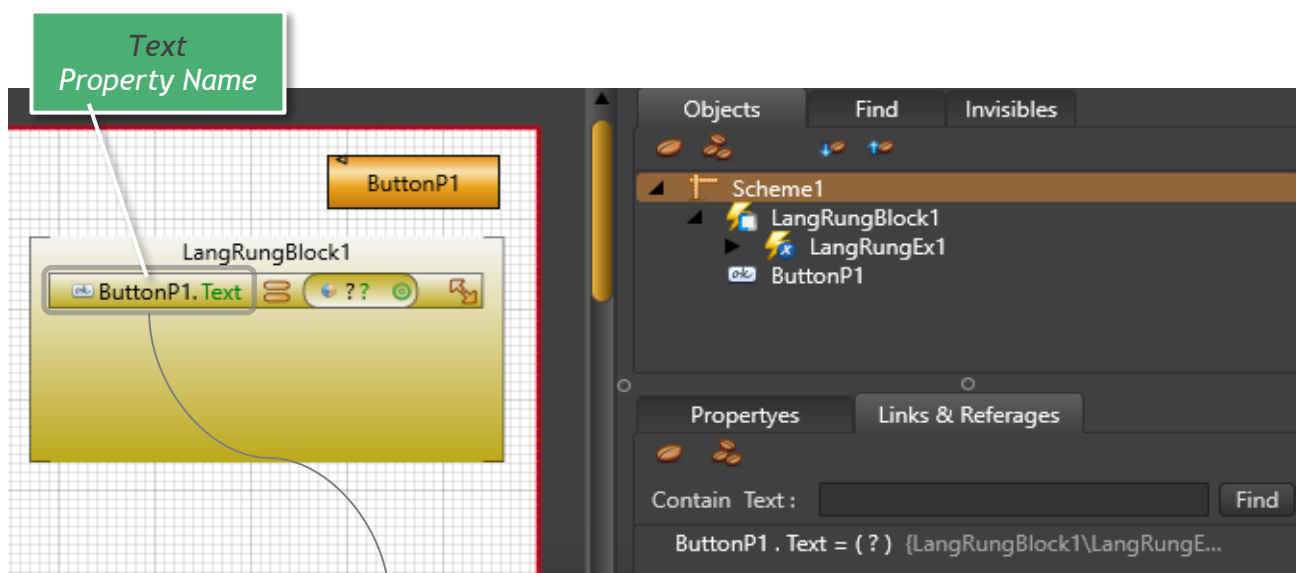 Text
Property Name
ButtonP1
LangRungBlock1
ButtonP1.Text ??
Objects Find Invisibles
Scheme1
LangRungBlock1
LangRungEx1
ButtonP1
Propertyes Links & Referages
Contain Text : Find
ButtonP1 . Text = ( ? ) {LangRungBlock1\LangRungE...